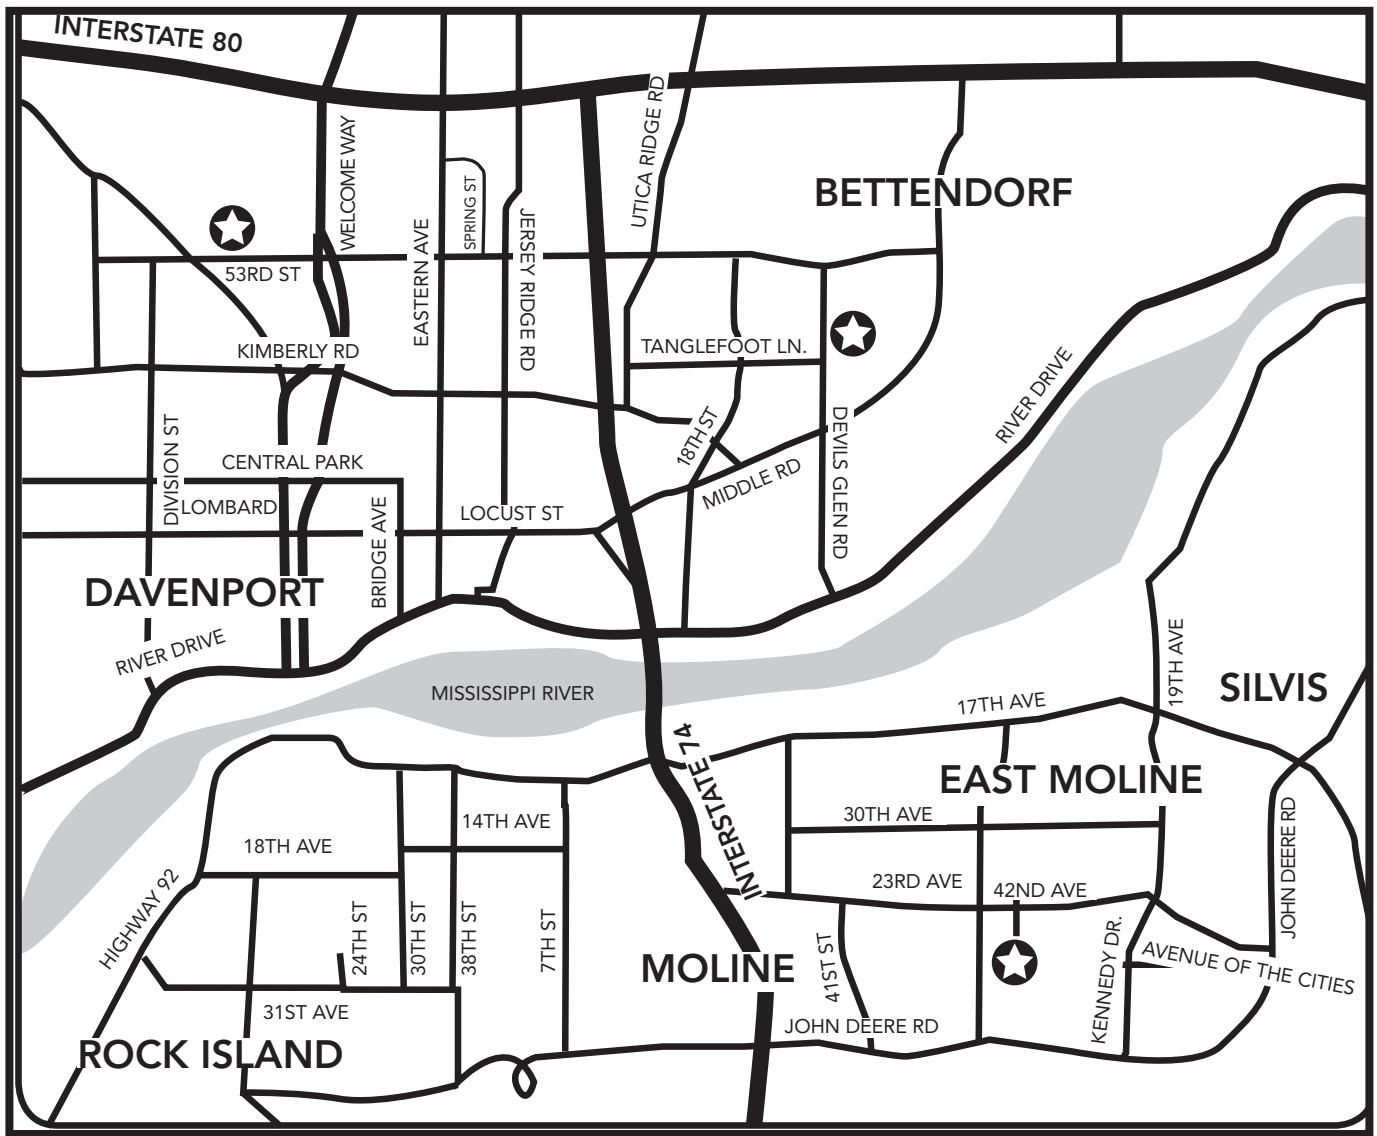 INTERSTATE 80
UTICA RIDGE RD
WELCOME WAY
BETTENDORF
SPRING ST
EASTERN AVE
JERSEY RIDGE RD
53RD ST
KIMBERLY RD
TANGLEFOOT LN.
RIVER DRIVE
18TH ST
DEVILS GLEN RD
DIVISION ST
CENTRAL PARK
MIDDLE RD
LOMBARD
BRIDGE AVE
LOCUST ST
DAVENPORT
RIVER DRIVE
19TH AVE
SILVIS
MISSISSIPPI RIVER
17TH AVE
INTERSTATE 74
EAST MOLINE
30TH AVE
14TH AVE
18TH AVE
JOHN DEERE RD
23RD AVE
42ND AVE
HIGHWAY 92
24TH ST
30TH ST
38TH ST
7TH ST
MOLINE
41ST ST
KENNEDY DR.
AVENUE OF THE CITIES
31ST AVE
JOHN DEERE RD
ROCK ISLAND